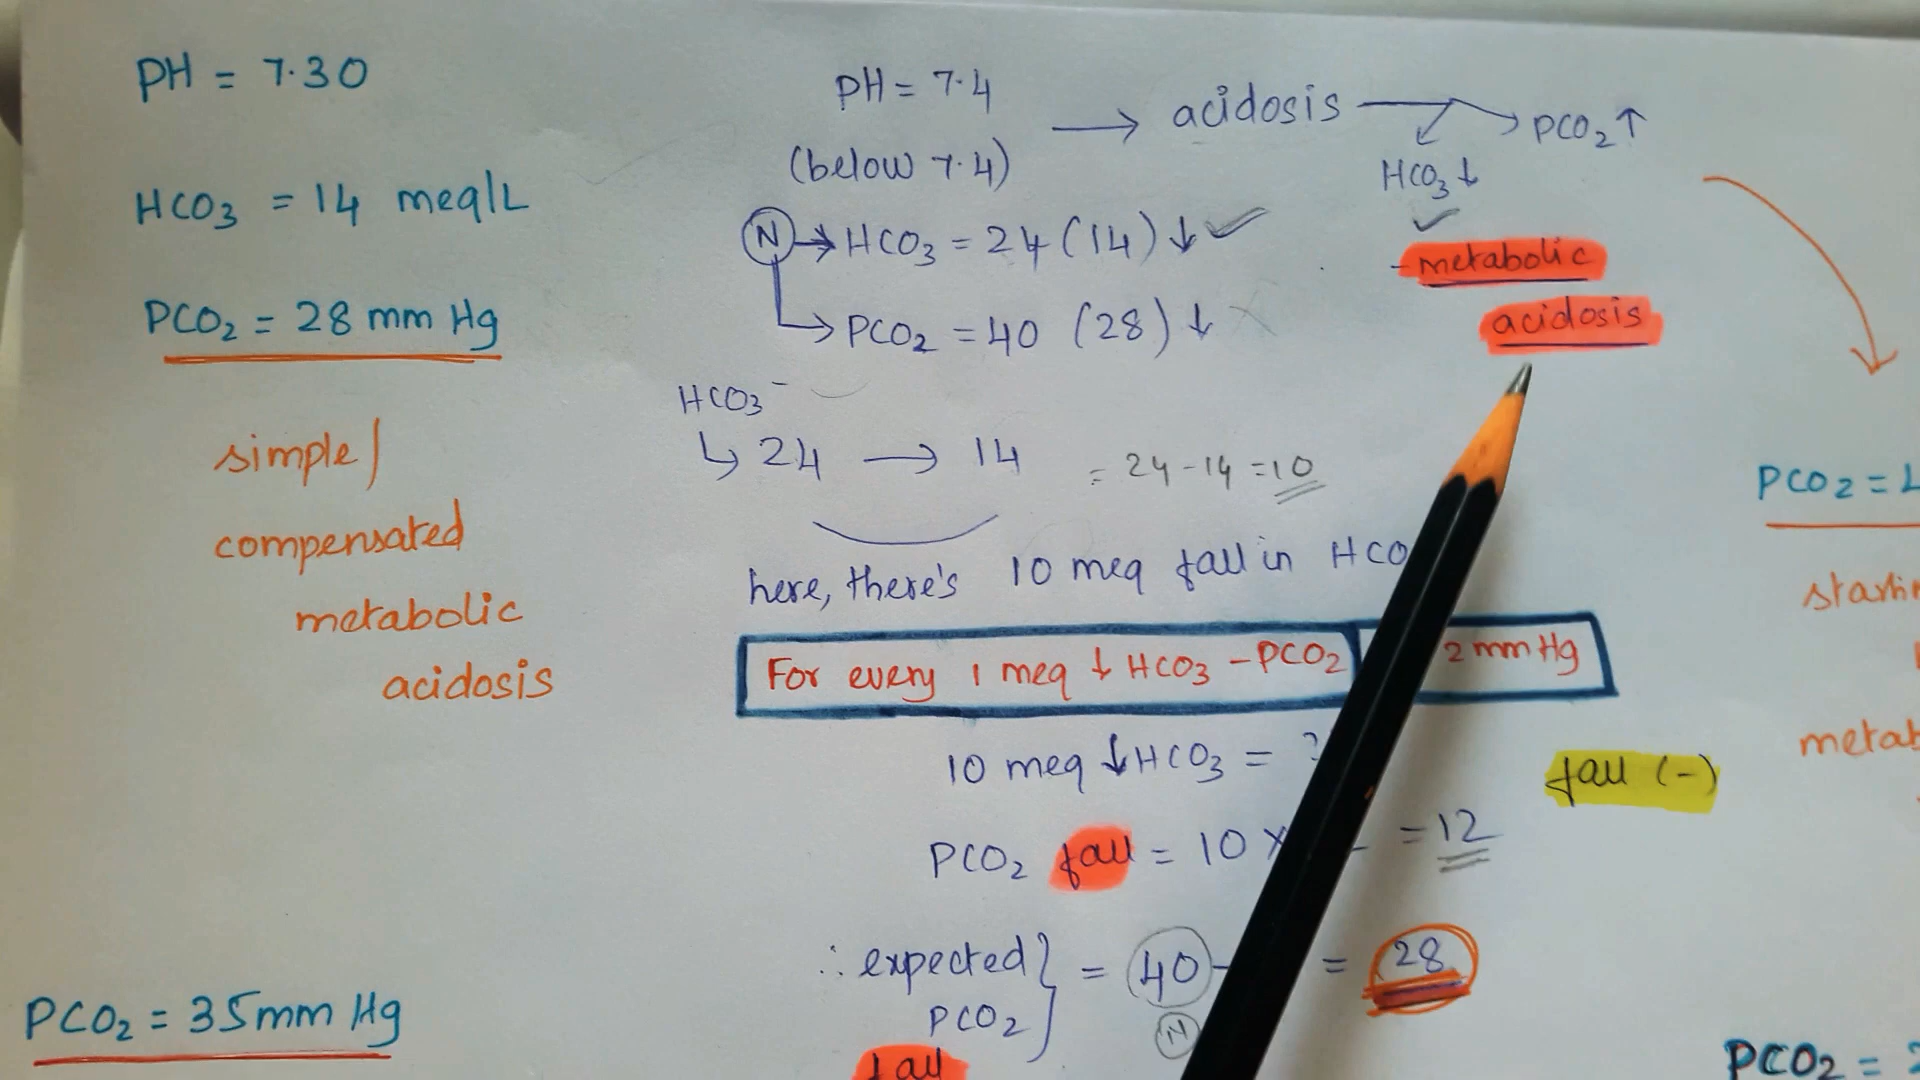 PH = 7.30
HCO3 = 14 meq/L
PCO2 = 28 mm Hg
simple/
compensated
metabolic
acidosis
PCO2 = 35mm Hg
PH = 7.4
(below 7.4)
→ acidosis
PCO2 ↑
HCO3 ↓
N → HCO3 = 24 (14) ↓ ✓
→ PCO2 = 40 (28) ↓ ×
- metabolic
acidosis
HCO3⁻
↳ 24 → 14 = 24 - 14 = 10
here, there's 10 meq fall in HCO
For every 1 meq ↓ HCO3 - PCO2 2 mm Hg
10 meq ↓ HCO3 = ?
fall (-)
PCO2 fall = 10 × = 12
∴ expected PCO2 } = 40 - = 28
N
fall
PCO2 =
metab
PCO2 =